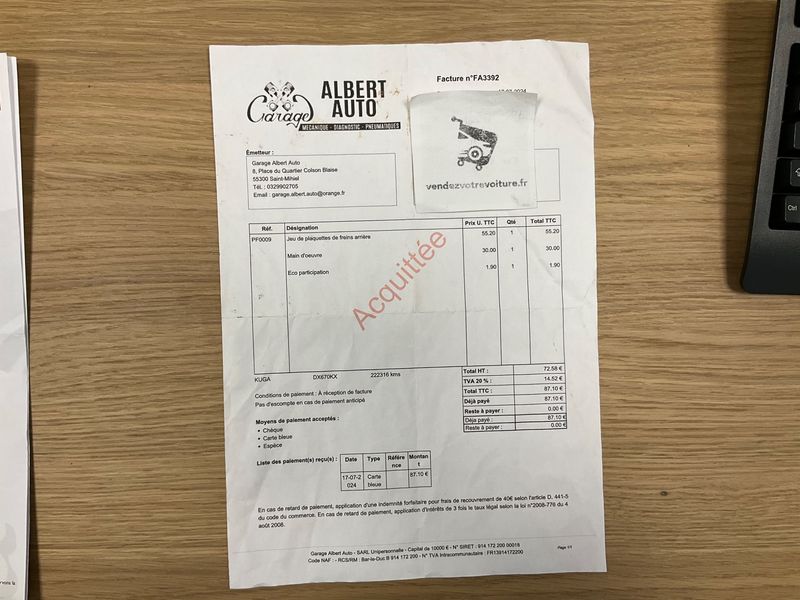 Garage
ALBERT
AUTO
MECANIQUE - DIAGNOSTIC - PNEUMATIQUES
Facture n°FA3392
vendezvotrevoiture.fr
Émetteur :
Garage Albert Auto
8, Place du Quartier Colson Blaise
55300 Saint-Mihiel
Tél. : 0329902705
Email : garage.albert.auto@orange.fr
Réf. Désignation Prix U. TTC Qté Total TTC
PF0009 Jeu de plaquettes de freins arrière 55.20 1 55.20
Main d'oeuvre 30.00 1 30.00
Eco participation 1.90 1 1.90
Acquittée
KUGA DX670KX 222316 kms
Conditions de paiement : À réception de facture
Pas d'escompte en cas de paiement anticipé
Total HT : 72.58 €
TVA 20 % : 14.52 €
Total TTC : 87.10 €
Déjà payé 87.10 €
Reste à payer : 0.00 €
Déjà payé : 87.10 €
Reste à payer : 0.00 €
Moyens de paiement acceptés :
• Chèque
• Carte bleue
• Espèce
Liste des paiement(s) reçu(s) :
Date Type Référe Montan
nce t
17-07-2 Carte 87.10 €
024 bleue
En cas de retard de paiement, application d'une indemnité forfaitaire pour frais de recouvrement de 40€ selon l'article D. 441-5
du code du commerce. En cas de retard de paiement, application d'intérêts de 3 fois le taux légal selon la loi n°2008-776 du 4
août 2008.
Garage Albert Auto - SARL Unipersonnelle - Capital de 10000 € - N° SIRET : 914 172 200 00018
Code NAF : - RCS/RM : Bar-le-Duc B 914 172 200 - N° TVA Intracommunautaire : FR13914172200
Page 1/1
Ctrl